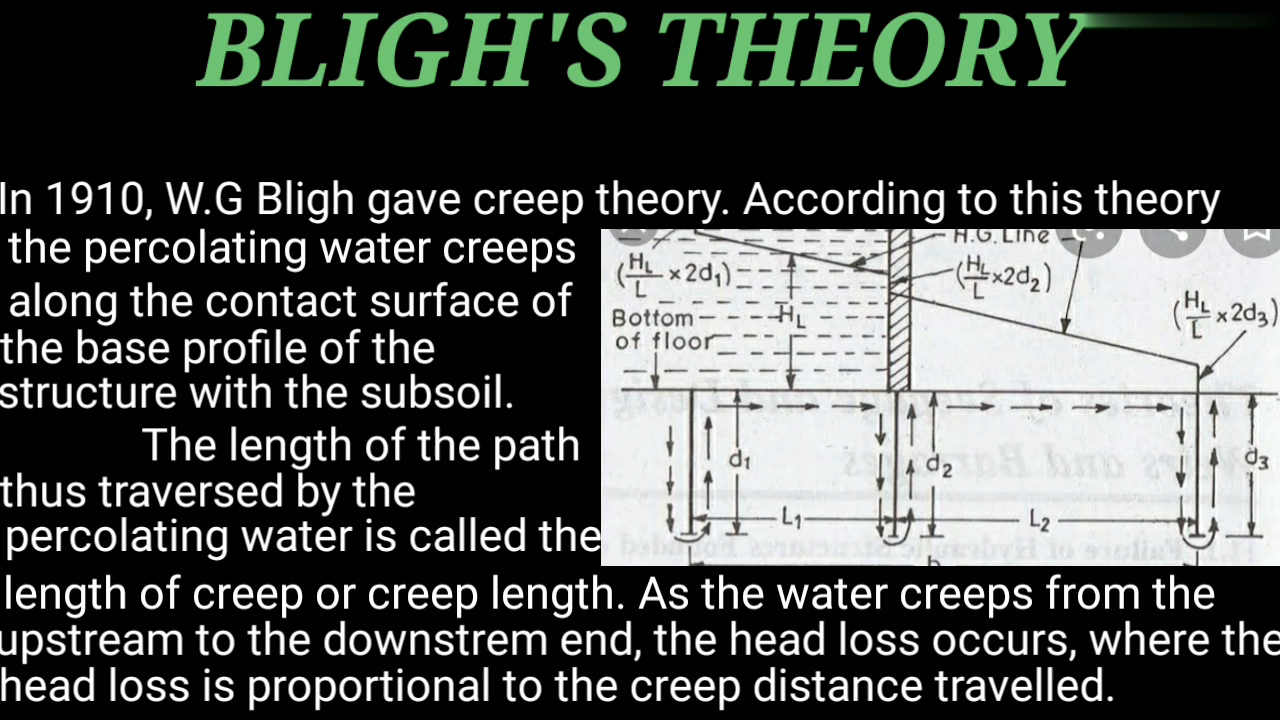 BLIGH'S THEORY
In 1910, W.G Bligh gave creep theory. According to this theory
the percolating water creeps
along the contact surface of
the base profile of the
structure with the subsoil.
The length of the path
thus traversed by the
percolating water is called the
length of creep or creep length. As the water creeps from the
upstream to the downstrem end, the head loss occurs, where the
head loss is proportional to the creep distance travelled.
H.G. Line
(HL/L × 2d1)
(HL/L ×2d2)
(HL/L ×2d3)
Bottom
of floor
HL
d1
d2
d3
L1
L2